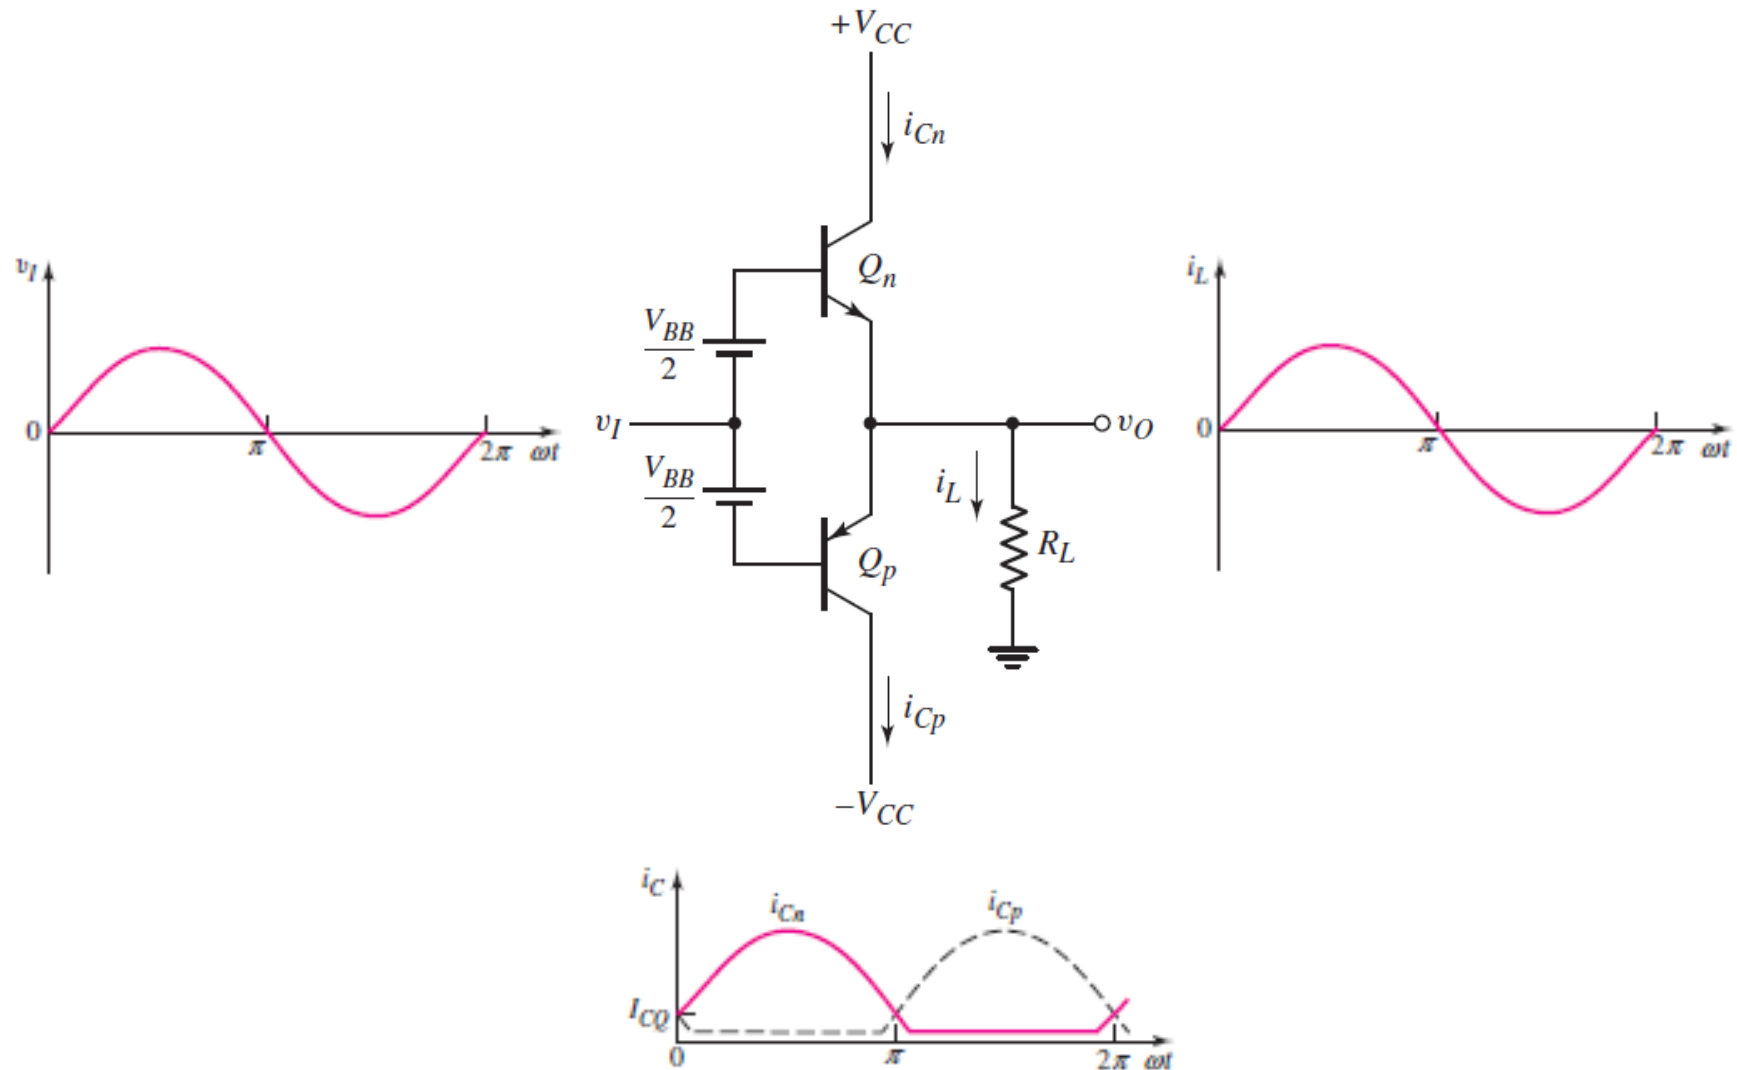 +V_CC
i_Cn
Q_n
V_BB
2
v_I
V_BB
2
v_O
i_L
R_L
Q_p
i_Cp
–V_CC
v_I
0
π
2π
ωt
i_L
0
π
2π
ωt
i_C
i_Cn
i_Cp
I_CQ
0
π
2π
ωt